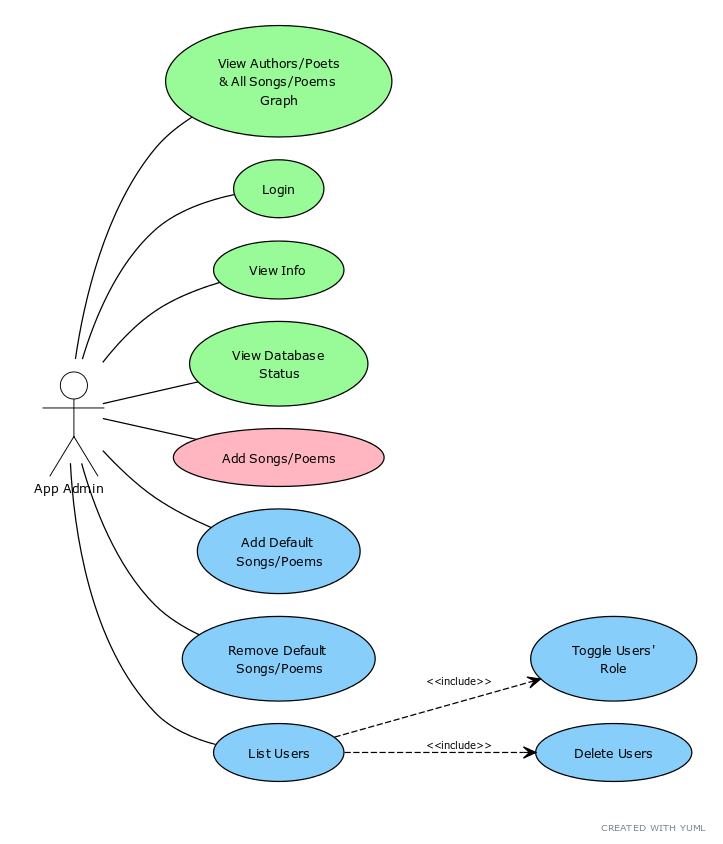 View Authors/Poets
& All Songs/Poems
Graph
Login
View Info
View Database
Status
Add Songs/Poems
App Admin
Add Default
Songs/Poems
Remove Default
Songs/Poems
Toggle Users'
Role
<<include>>
List Users
<<include>>
Delete Users
CREATED WITH YUML